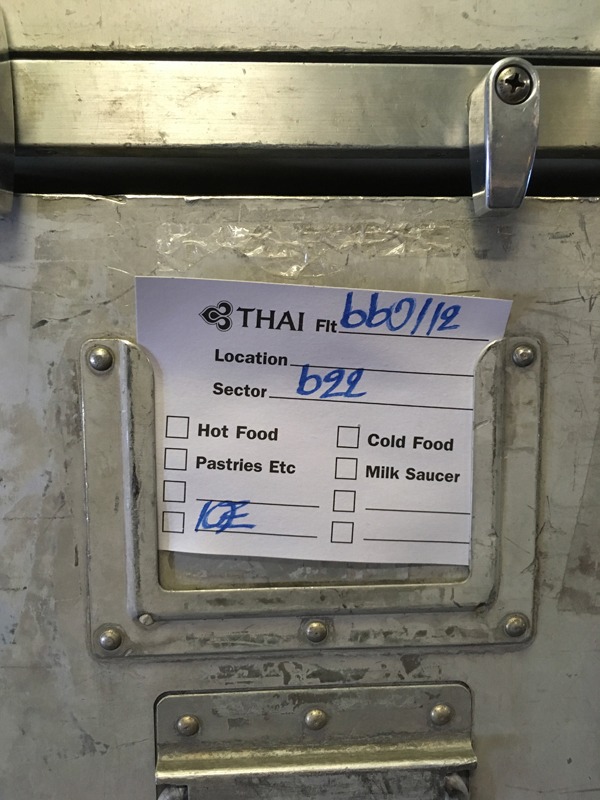 THAI Flt 660/12
Location
Sector 622
Hot Food Cold Food
Pastries Etc Milk Saucer
ICE